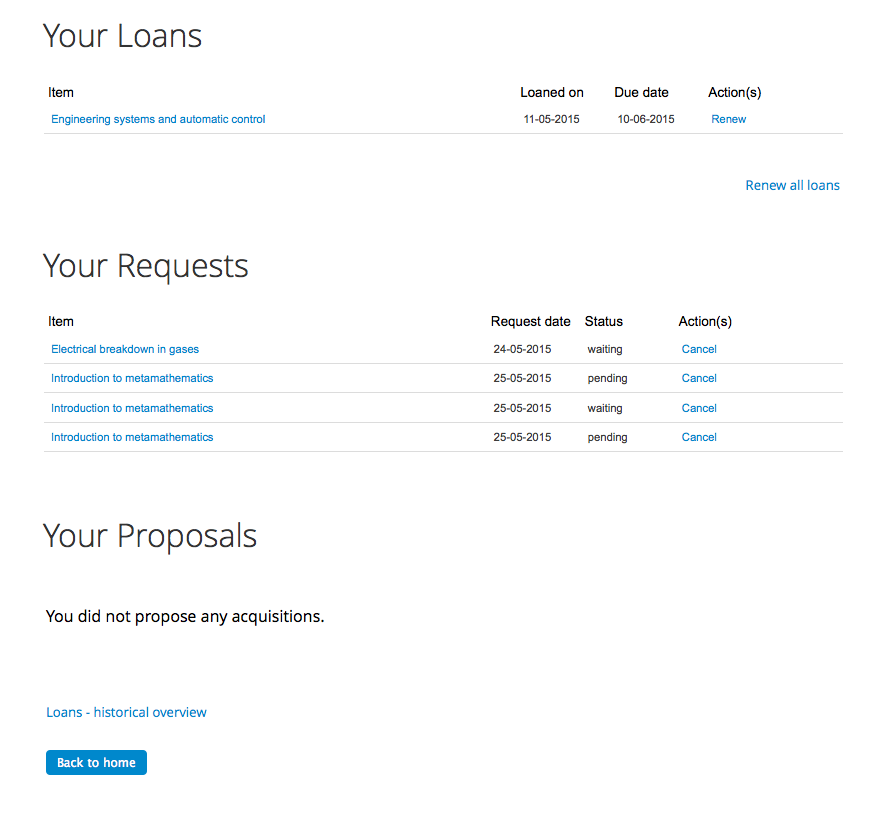 Your Loans
Item Loaned on Due date Action(s)
Engineering systems and automatic control 11-05-2015 10-06-2015 Renew
Renew all loans
Your Requests
Item Request date Status Action(s)
Electrical breakdown in gases 24-05-2015 waiting Cancel
Introduction to metamathematics 25-05-2015 pending Cancel
Introduction to metamathematics 25-05-2015 waiting Cancel
Introduction to metamathematics 25-05-2015 pending Cancel
Your Proposals
You did not propose any acquisitions.
Loans - historical overview
Back to home